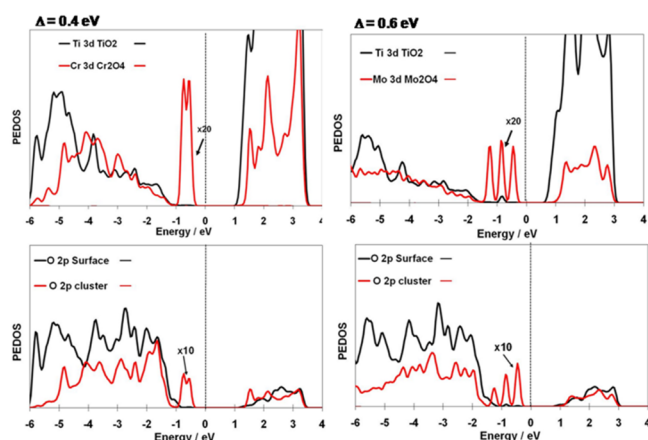 Δ = 0.4 eV
Ti 3d TiO2
Cr 3d Cr2O4
x20
PEDOS
-6 -5 -4 -3 -2 -1 0 1 2 3 4
Energy / eV
Δ = 0.6 eV
Ti 3d TiO2
Mo 3d Mo2O4
x20
PEDOS
-6 -5 -4 -3 -2 -1 0 1 2 3 4
Energy / eV
O 2p Surface
O 2p cluster
x10
PEDOS
-6 -5 -4 -3 -2 -1 0 1 2 3 4
Energy / eV
O 2p Surface
O 2p cluster
x10
PEDOS
-6 -5 -4 -3 -2 -1 0 1 2 3 4
Energy / eV